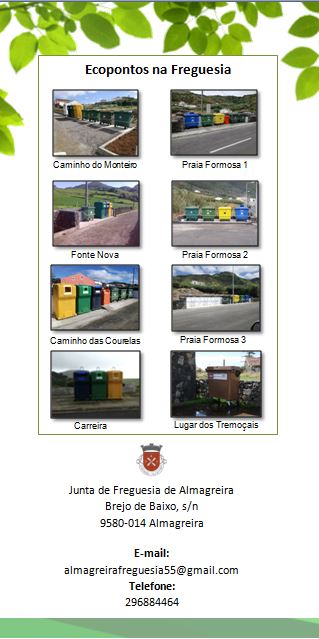 Ecopontos na Freguesia
Caminho do Monteiro
Praia Formosa 1
Fonte Nova
Praia Formosa 2
Caminho das Courelas
Praia Formosa 3
Carreira
Lugar dos Tremoçais
Junta de Freguesia de Almagreira
Brejo de Baixo, s/n
9580-014 Almagreira
E-mail:
almagreirafreguesia55@gmail.com
Telefone:
296884464